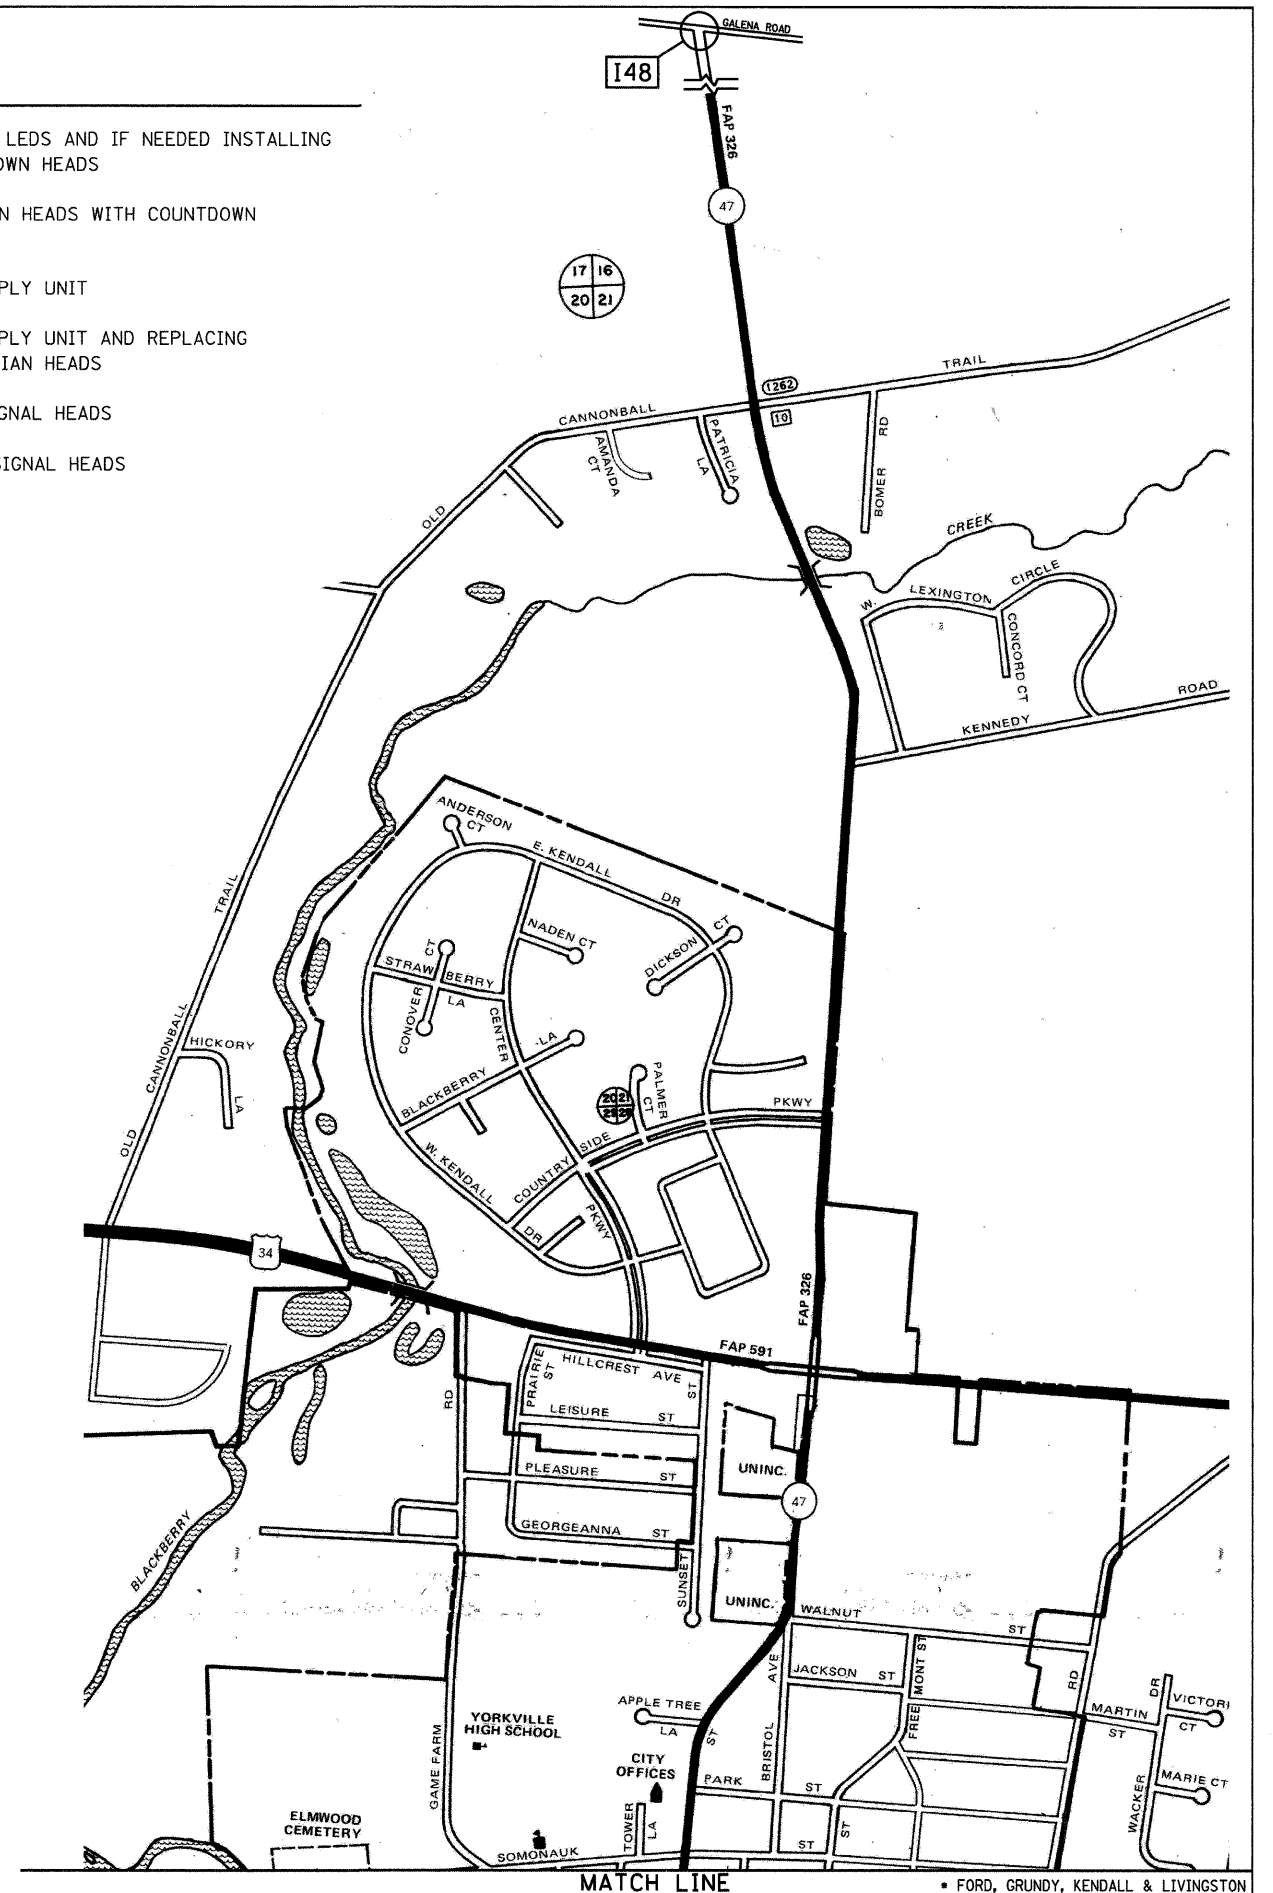 GALENA ROAD
I48
LEDS AND IF NEEDED INSTALLING
OWN HEADS
FAP 326
N HEADS WITH COUNTDOWN
47
17 16
20 21
PLY UNIT
PLY UNIT AND REPLACING
IAN HEADS
TRAIL
1262
GNAL HEADS
CANNONBALL
10
PATRICIA
LA
AMANDA
CT
RD
BOMER
SIGNAL HEADS
OLD
CREEK
W.
LEXINGTON
CIRCLE
CONCORD CT
ROAD
KENNEDY
ANDERSON
CT
E. KENDALL
DR
TRAIL
NADEN CT
DICKSON
CT
STRAWBERRY
LA
CT
CONOVER
CENTER
CANNONBALL
HICKORY
LA
LA
BLACKBERRY
PALMER
CT
20 21
PKWY
OLD
W. KENDALL
DR
COUNTRY
SIDE
PKWY
34
FAP 326
FAP 591
HILLCREST AVE
PRAIRIE
ST
ST
RD
LEISURE ST
UNINC.
PLEASURE ST
47
GEORGEANNA ST
BLACKBERRY
SUNSET
UNINC.
WALNUT
ST
AVE
JACKSON ST
MONT ST
FREE
RD
DR
VICTORI
CT
MARTIN
ST
APPLE TREE
LA
ST
YORKVILLE
HIGH SCHOOL
GAME FARM
BRISTOL
CITY
OFFICES
PARK
ST
MARIE CT
WACKER
ELMWOOD
CEMETERY
TOWER
LA
ST
ST
SOMONAUK
MATCH LINE
* FORD, GRUNDY, KENDALL & LIVINGSTON